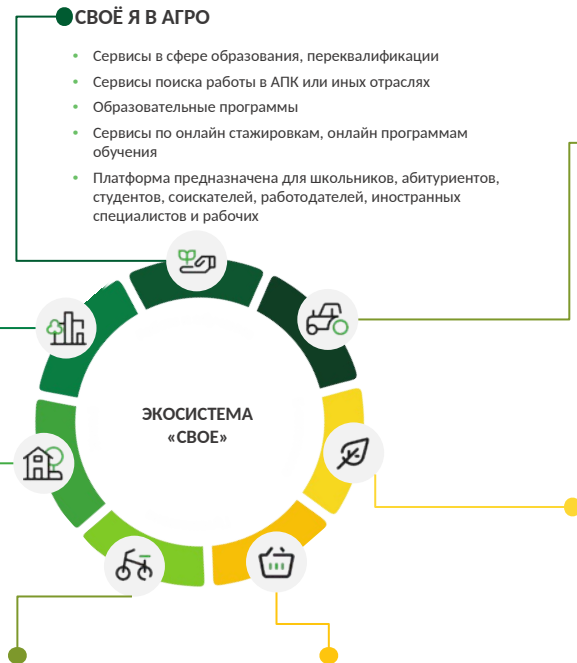 СВОЁ Я В АГРО
• Сервисы в сфере образования, переквалификации
• Сервисы поиска работы в АПК или иных отраслях
• Образовательные программы
• Сервисы по онлайн стажировкам, онлайн программам
обучения
• Платформа предназначена для школьников, абитуриентов,
студентов, соискателей, работодателей, иностранных
специалистов и рабочих
ЭКОСИСТЕМА
«СВОЕ»